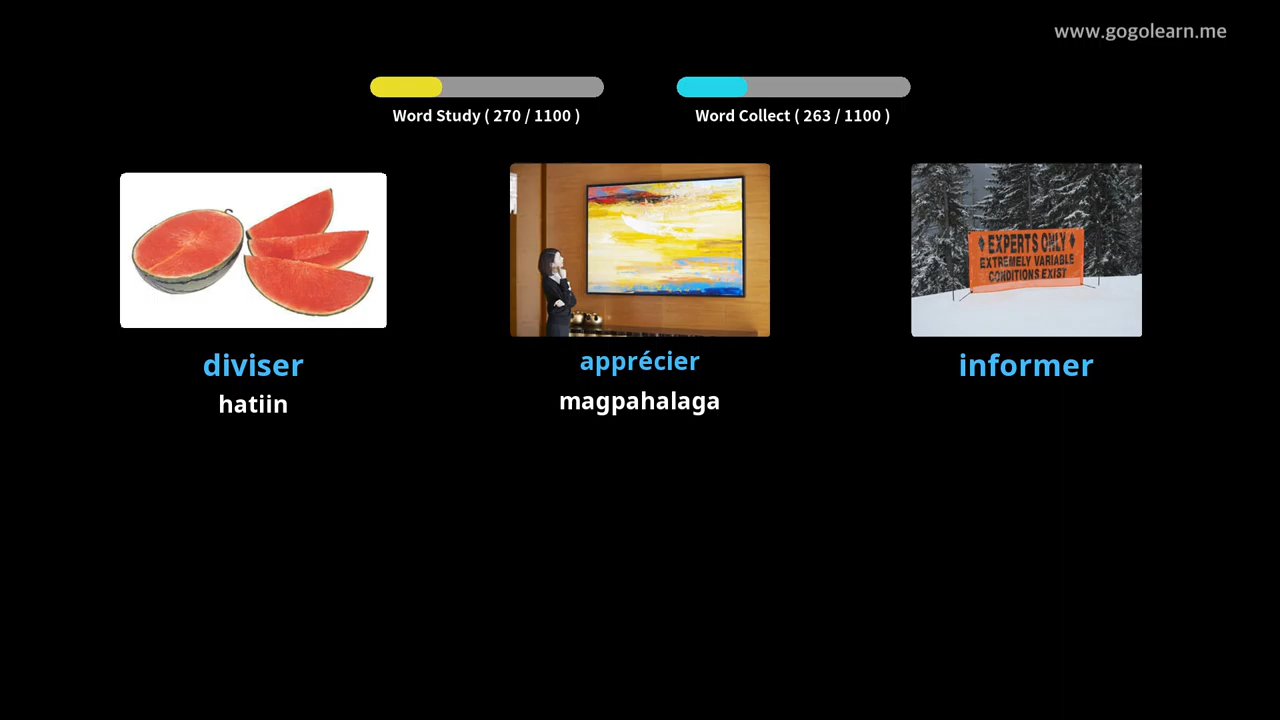 www.gogolearn.me
Word Study ( 270 / 1100 )
Word Collect ( 263 / 1100 )
EXPERTS ONLY
EXTREMELY VARIABLE
CONDITIONS EXIST
diviser
hatiin
apprécier
magpahalaga
informer